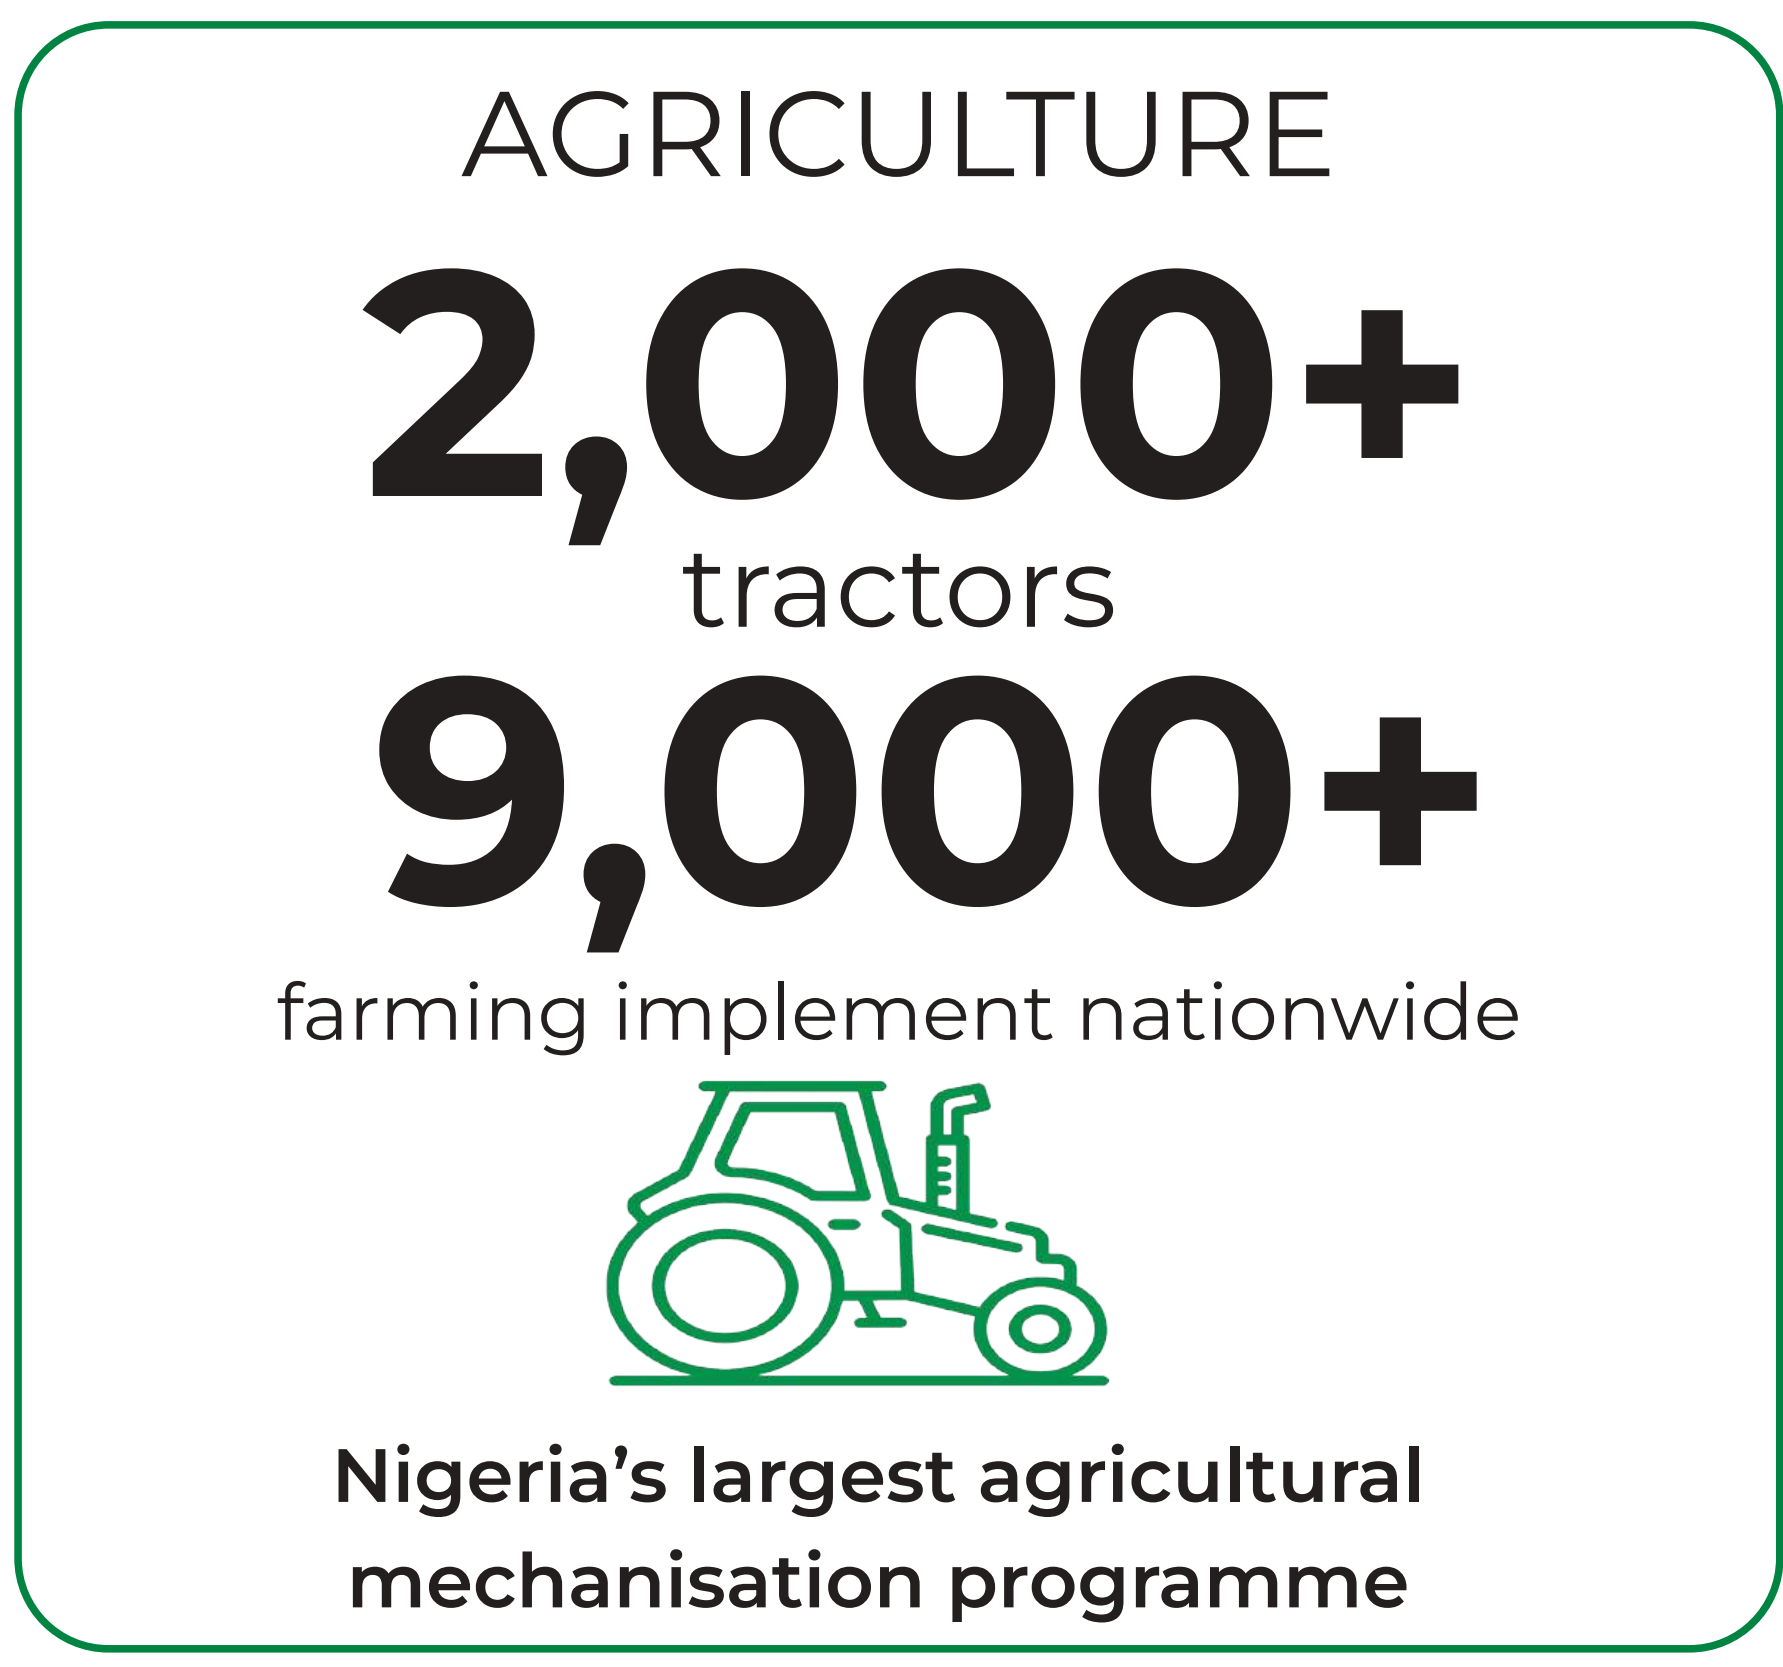 AGRICULTURE
2,000+
tractors
9,000+
farming implement nationwide
Nigeria’s largest agricultural
mechanisation programme